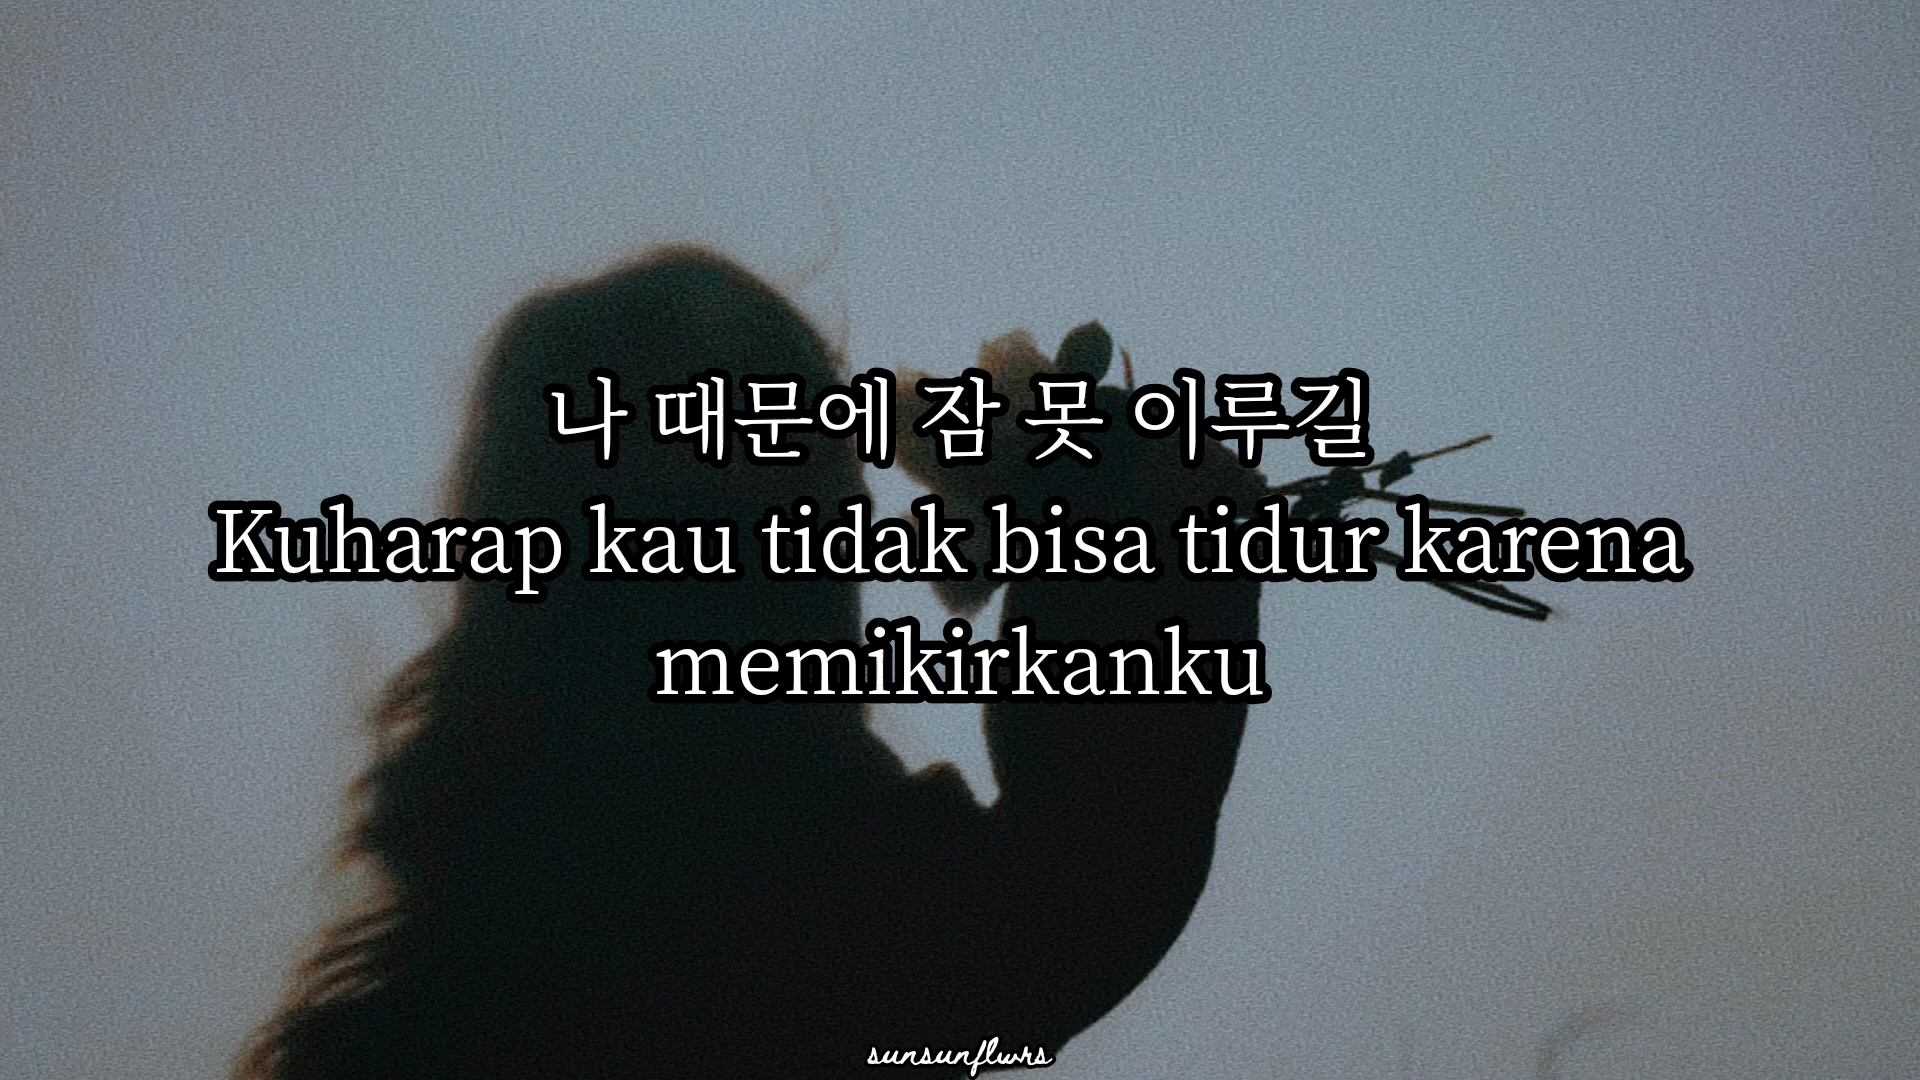 나 때문에 잠 못 이루길
Kuharap kau tidak bisa tidur karena
memikirkanku
sunsunflwrs